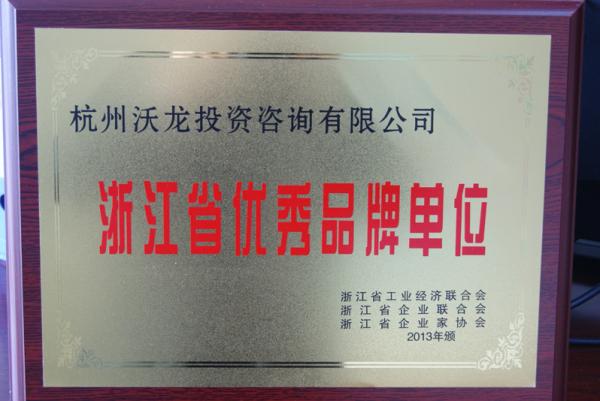 杭州沃龙投资咨询有限公司
浙江省优秀品牌单位
浙江省工业经济联合会
浙江省企业联合会
浙江省企业家协会
2013年颁